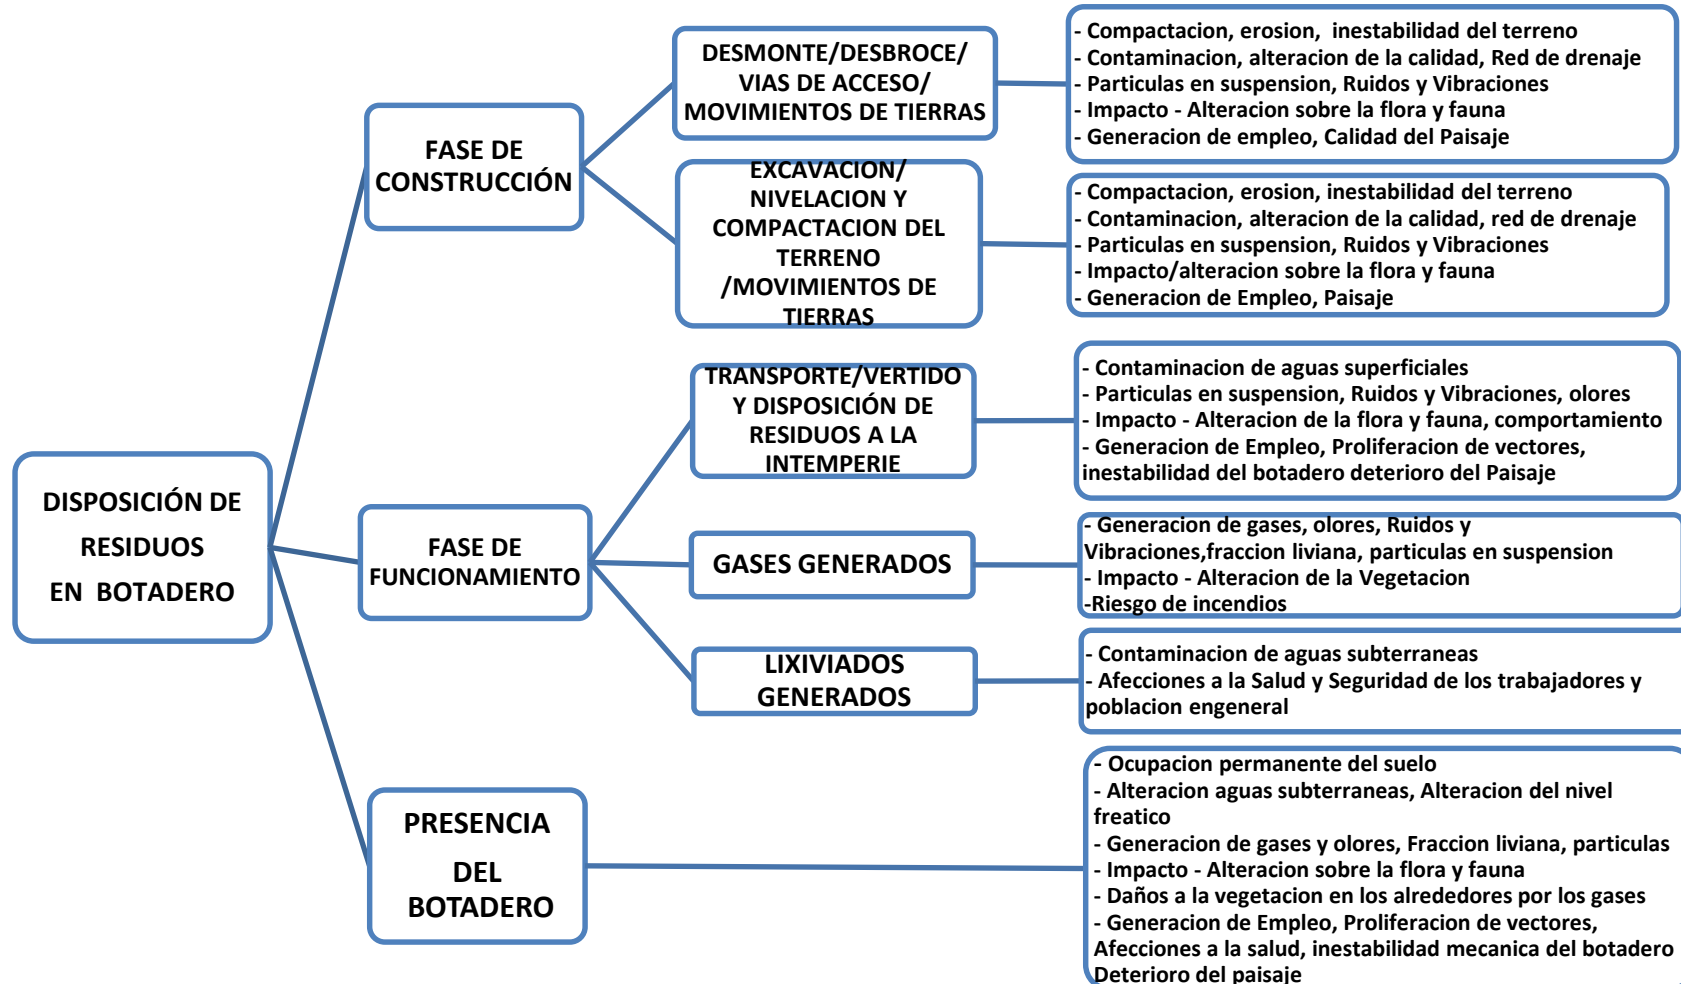 DISPOSICIÓN DE
RESIDUOS
EN BOTADERO
FASE DE
CONSTRUCCIÓN
DESMONTE/DESBROCE/
VIAS DE ACCESO/
MOVIMIENTOS DE TIERRAS
- Compactacion, erosion, inestabilidad del terreno
- Contaminacion, alteracion de la calidad, Red de drenaje
- Particulas en suspension, Ruidos y Vibraciones
- Impacto - Alteracion sobre la flora y fauna
- Generacion de empleo, Calidad del Paisaje
EXCAVACION/
NIVELACION Y
COMPACTACION DEL
TERRENO
/MOVIMIENTOS DE
TIERRAS
- Compactacion, erosion, inestabilidad del terreno
- Contaminacion, alteracion de la calidad, red de drenaje
- Particulas en suspension, Ruidos y Vibraciones
- Impacto/alteracion sobre la flora y fauna
- Generacion de Empleo, Paisaje
FASE DE
FUNCIONAMIENTO
TRANSPORTE/VERTIDO
Y DISPOSICIÓN DE
RESIDUOS A LA
INTEMPERIE
- Contaminacion de aguas superficiales
- Particulas en suspension, Ruidos y Vibraciones, olores
- Impacto - Alteracion de la flora y fauna, comportamiento
- Generacion de Empleo, Proliferacion de vectores,
inestabilidad del botadero deterioro del Paisaje
GASES GENERADOS
- Generacion de gases, olores, Ruidos y
Vibraciones,fraccion liviana, particulas en suspension
- Impacto - Alteracion de la Vegetacion
-Riesgo de incendios
LIXIVIADOS
GENERADOS
- Contaminacion de aguas subterraneas
- Afecciones a la Salud y Seguridad de los trabajadores y
poblacion engeneral
PRESENCIA
DEL
BOTADERO
- Ocupacion permanente del suelo
- Alteracion aguas subterraneas, Alteracion del nivel
freatico
- Generacion de gases y olores, Fraccion liviana, particulas
- Impacto - Alteracion sobre la flora y fauna
- Daños a la vegetacion en los alrededores por los gases
- Generacion de Empleo, Proliferacion de vectores,
Afecciones a la salud, inestabilidad mecanica del botadero
Deterioro del paisaje